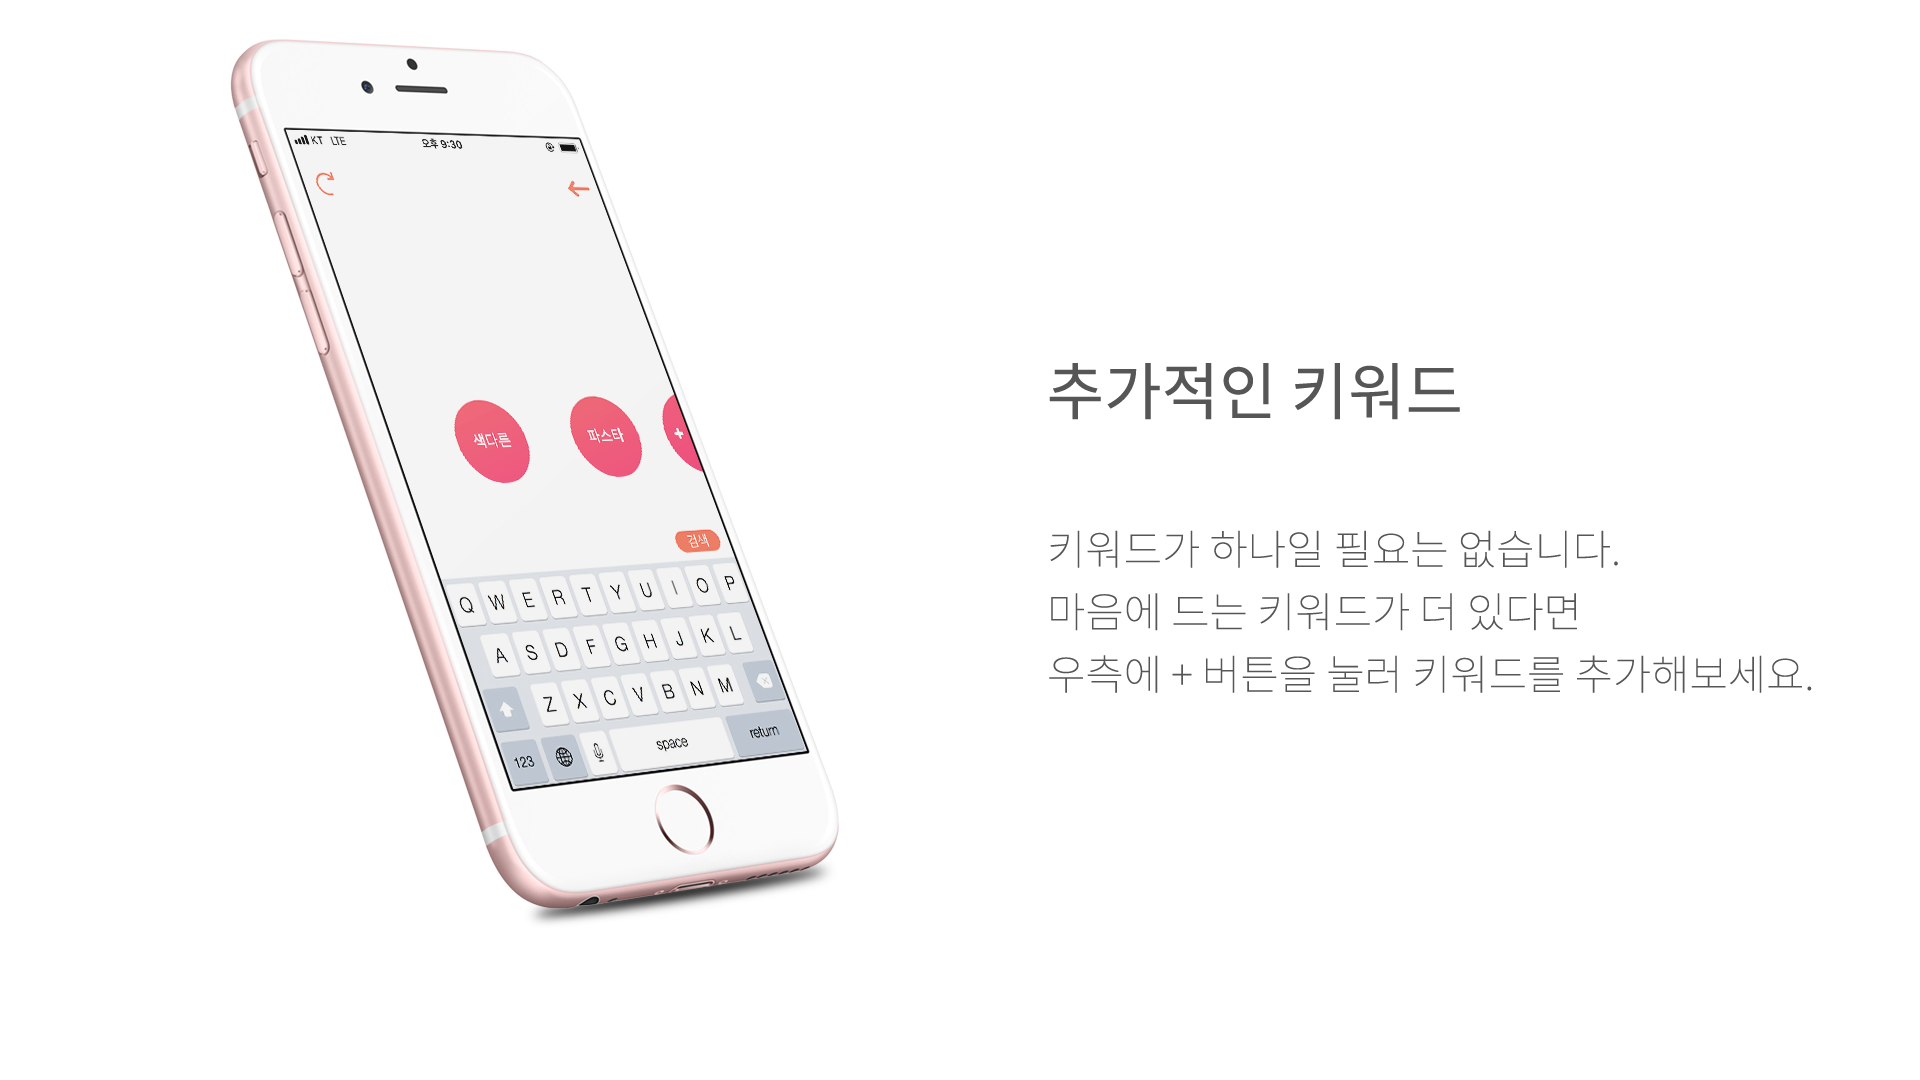 KT LTE 오후 9:30
색다른 파스타 +
검색
Q W E R T Y U I O P
A S D F G H J K L
Z X C V B N M
123 space return
추가적인 키워드
키워드가 하나일 필요는 없습니다.
마음에 드는 키워드가 더 있다면
우측에 + 버튼을 눌러 키워드를 추가해보세요.